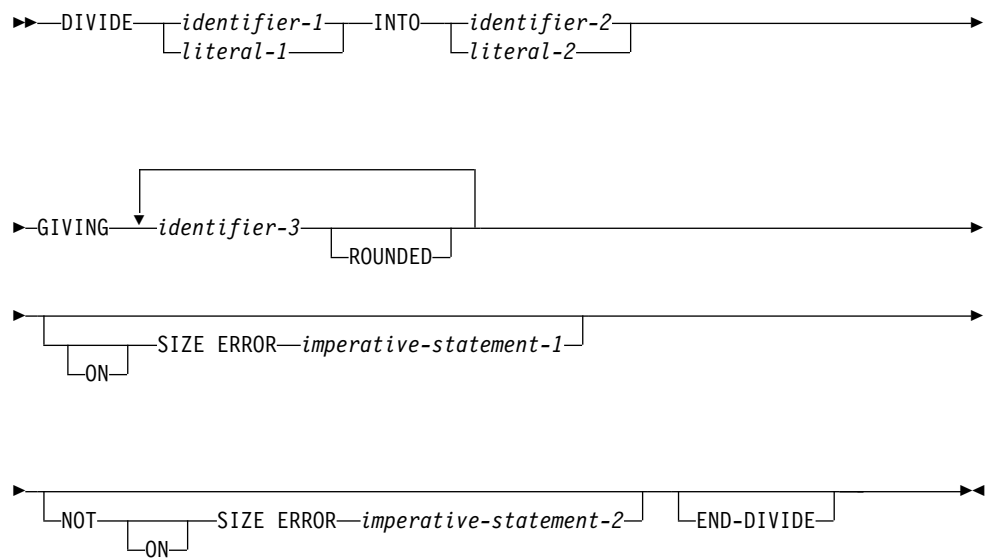 DIVIDE identifier-1 INTO identifier-2
literal-1 literal-2
GIVING identifier-3
ROUNDED
SIZE ERROR imperative-statement-1
ON
NOT SIZE ERROR imperative-statement-2 END-DIVIDE
ON